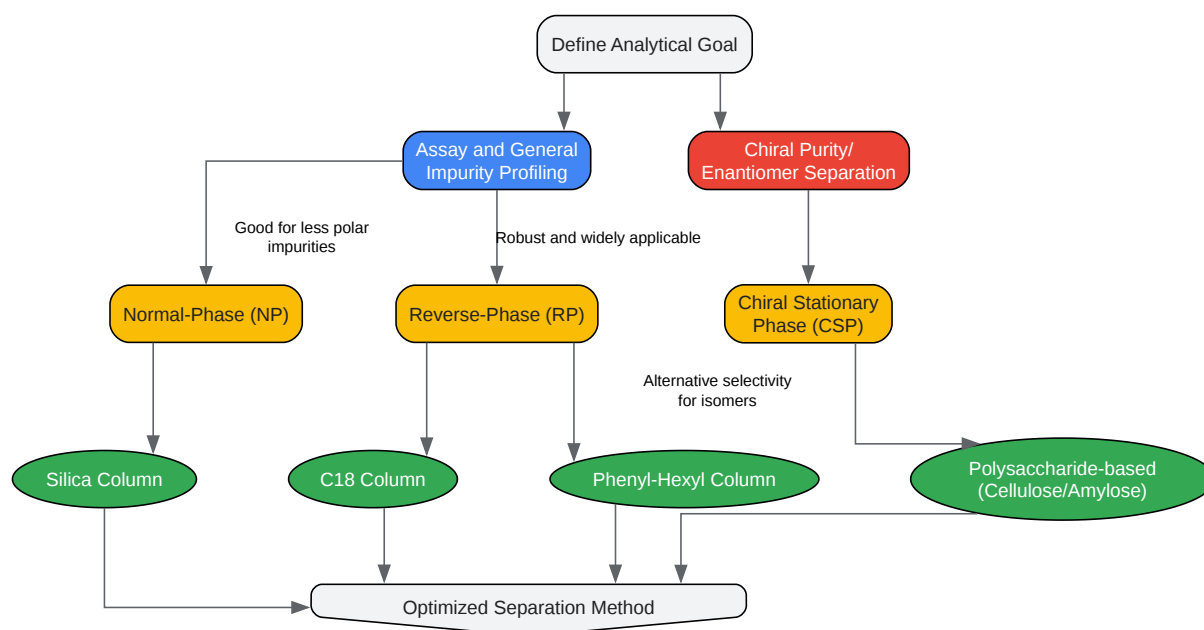 Define Analytical Goal
Assay and General
Impurity Profiling
Chiral Purity/
Enantiomer Separation
Good for less polar
impurities
Robust and widely applicable
Normal-Phase (NP)
Reverse-Phase (RP)
Chiral Stationary
Phase (CSP)
Alternative selectivity
for isomers
Silica Column
C18 Column
Phenyl-Hexyl Column
Polysaccharide-based
(Cellulose/Amylose)
Optimized Separation Method